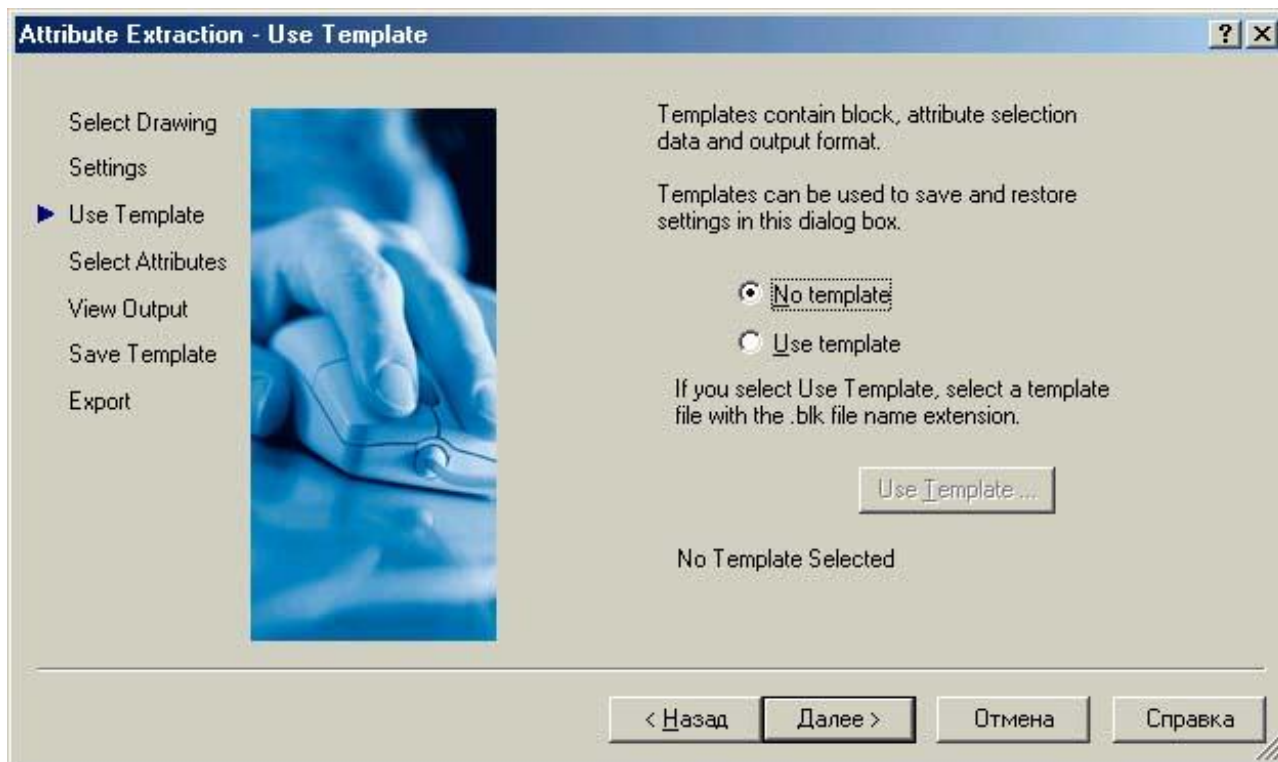 Attribute Extraction - Use Template
Select Drawing
Settings
Use Template
Select Attributes
View Output
Save Template
Export
Templates contain block, attribute selection
data and output format.
Templates can be used to save and restore
settings in this dialog box.
No template
Use template
If you select Use Template, select a template
file with the .blk file name extension.
Use Template ...
No Template Selected
< Назад
Далее >
Отмена
Справка